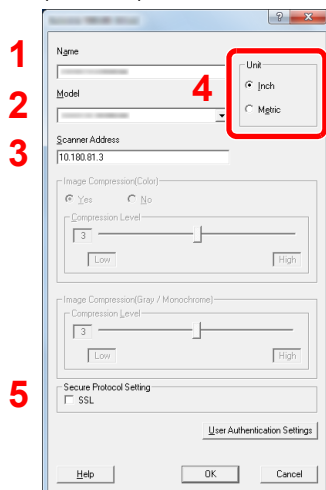 1
Name
Unit
4
Inch
2
Model
Metric
3
Scanner Address
10.180.81.3
Image Compression(Color)
Yes No
Compression Level
3
Low High
Image Compression(Gray / Monochrome)
Compression Level
3
Low High
5
Secure Protocol Setting
SSL
User Authentication Settings
Help OK Cancel